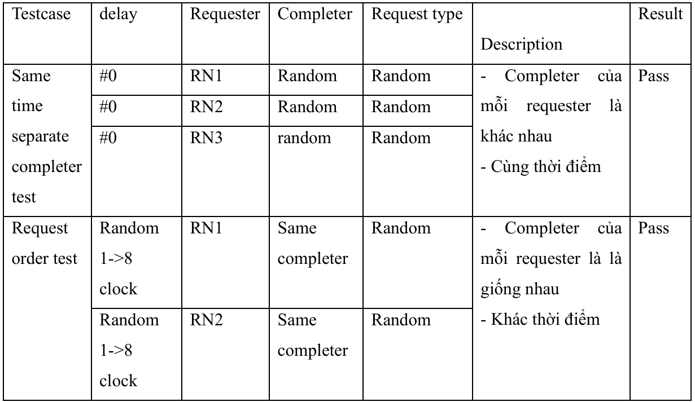 Testcase delay Requester Completer Request type Description Result
Same time separate completer test #0 RN1 Random Random - Completer của mỗi requester là khác nhau - Cùng thời điểm Pass
#0 RN2 Random Random
#0 RN3 random Random
Request order test Random 1->8 clock RN1 Same completer Random - Completer của mỗi requester là là giống nhau - Khác thời điểm Pass
Random 1->8 clock RN2 Same completer Random